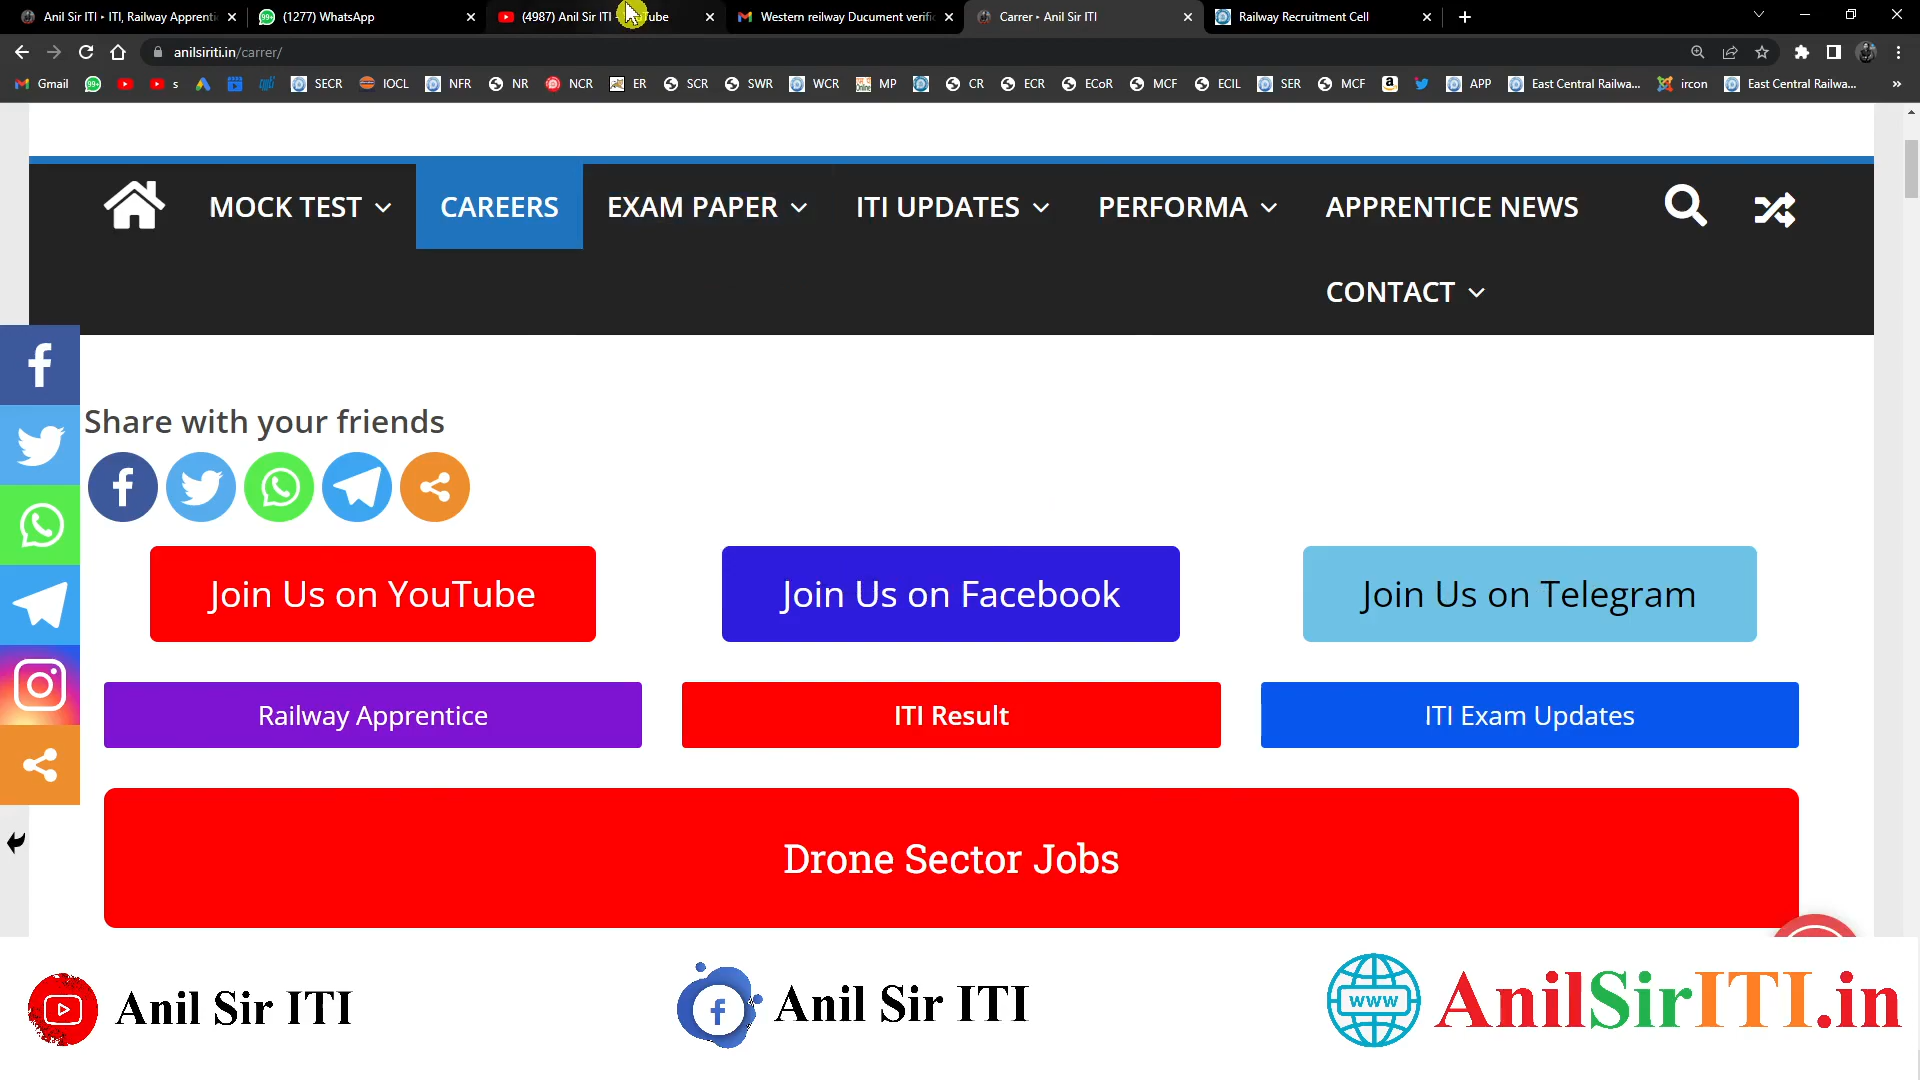 Anil Sir ITI ▸ ITI, Railway Apprenti
(1277) WhatsApp
(4987) Anil Sir ITI
Western reilway Ducument verific
Carrer ▸ Anil Sir ITI
Railway Recruitment Cell
anilsiriti.in/carrer/
Gmail
s
SECR
IOCL
NFR
NR
NCR
ER
SCR
SWR
WCR
MP
CR
ECR
ECoR
MCF
ECIL
SER
MCF
APP
East Central Railwa...
ircon
East Central Railwa...
MOCK TEST
CAREERS
EXAM PAPER
ITI UPDATES
PERFORMA
APPRENTICE NEWS
CONTACT
Share with your friends
Join Us on YouTube
Join Us on Facebook
Join Us on Telegram
Railway Apprentice
ITI Result
ITI Exam Updates
Drone Sector Jobs
Anil Sir ITI
Anil Sir ITI
www
AnilSirITI.in